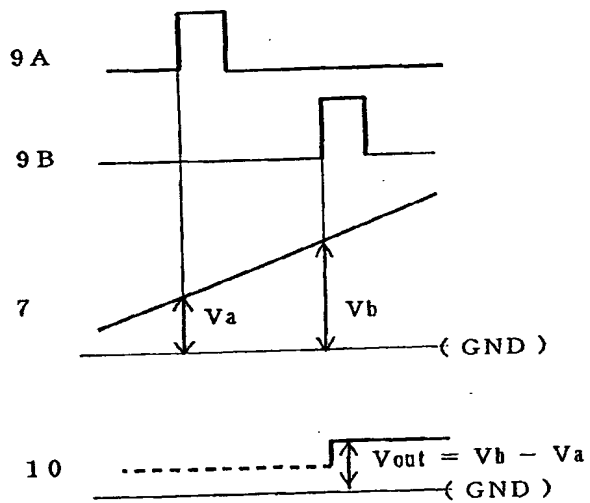 9A
9B
7
Va
Vb
(GND)
10
Vout = Vb - Va
(GND)